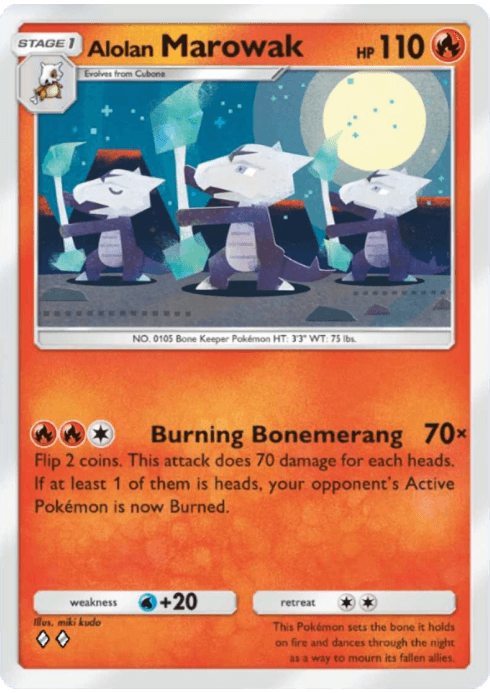 STAGE 1 Alolan Marowak HP 110
Evolves from Cubone
NO. 0105 Bone Keeper Pokémon HT: 3'3" WT: 75 lbs.
Burning Bonemerang 70×
Flip 2 coins. This attack does 70 damage for each heads.
If at least 1 of them is heads, your opponent's Active
Pokémon is now Burned.
weakness +20 retreat
Illus. miki kudo
This Pokémon sets the bone it holds
on fire and dances through the night
as a way to mourn its fallen allies.